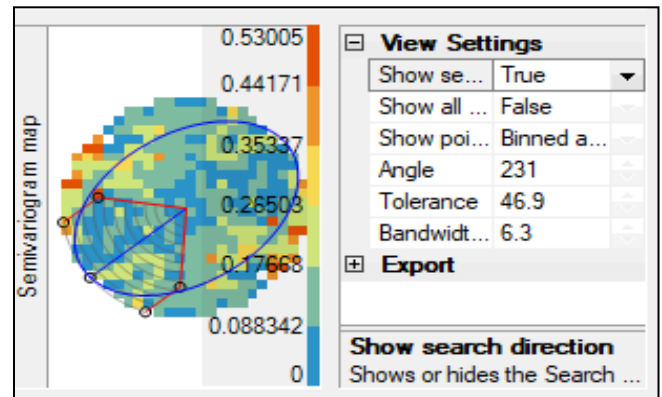 Semivariogram map
0.53005
0.44171
0.35337
0.26503
0.17668
0.088342
0
View Settings
Show se... True
Show all ... False
Show poi... Binned a...
Angle 231
Tolerance 46.9
Bandwidt... 6.3
Export
Show search direction
Shows or hides the Search ...